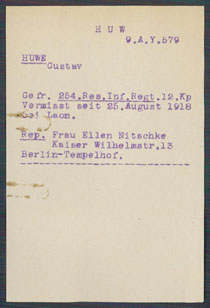 H U W
9.A.Y.579
HUWE
Gustav
Gefr. 254.Res.Inf.Regt.12.Kp
Vermisst seit 25.August 1918
bei Laon.
Rep. Frau Ellen Nitschke
Kaiser Wilhelmstr.13
Berlin-Tempelhof.